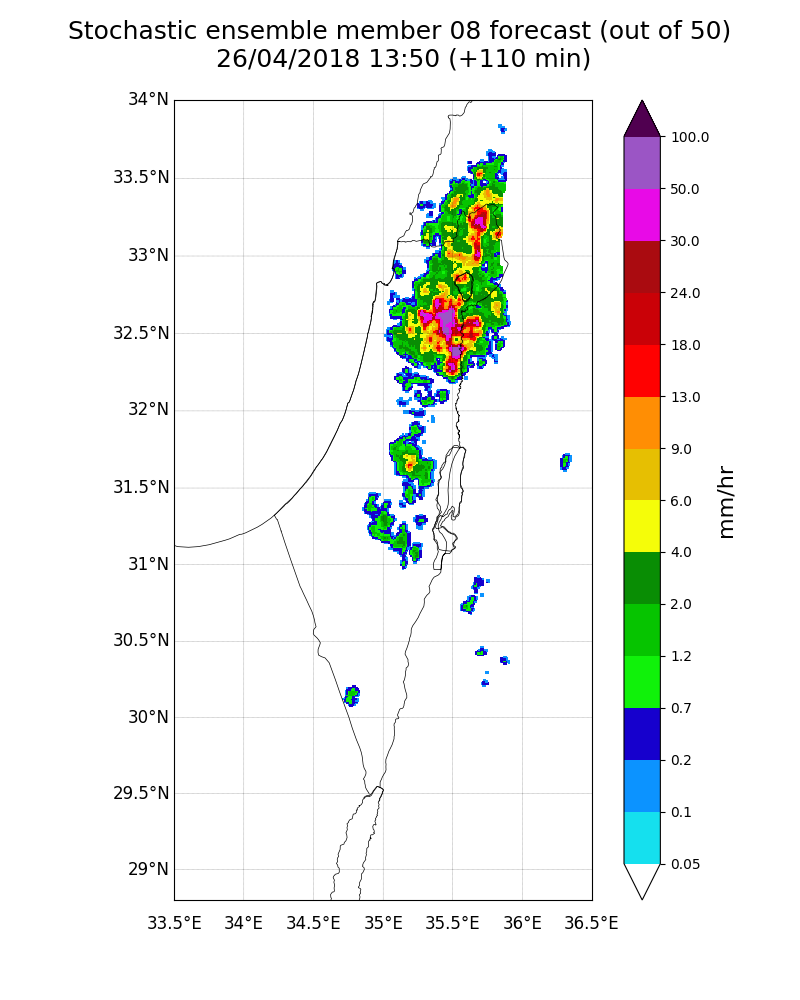 Stochastic ensemble member 08 forecast (out of 50)
26/04/2018 13:50 (+110 min)
34°N
33.5°N
33°N
32.5°N
32°N
31.5°N
31°N
30.5°N
30°N
29.5°N
29°N
33.5°E 34°E 34.5°E 35°E 35.5°E 36°E 36.5°E
100.0
50.0
30.0
24.0
18.0
13.0
9.0
6.0
4.0
2.0
1.2
0.7
0.2
0.1
0.05
mm/hr